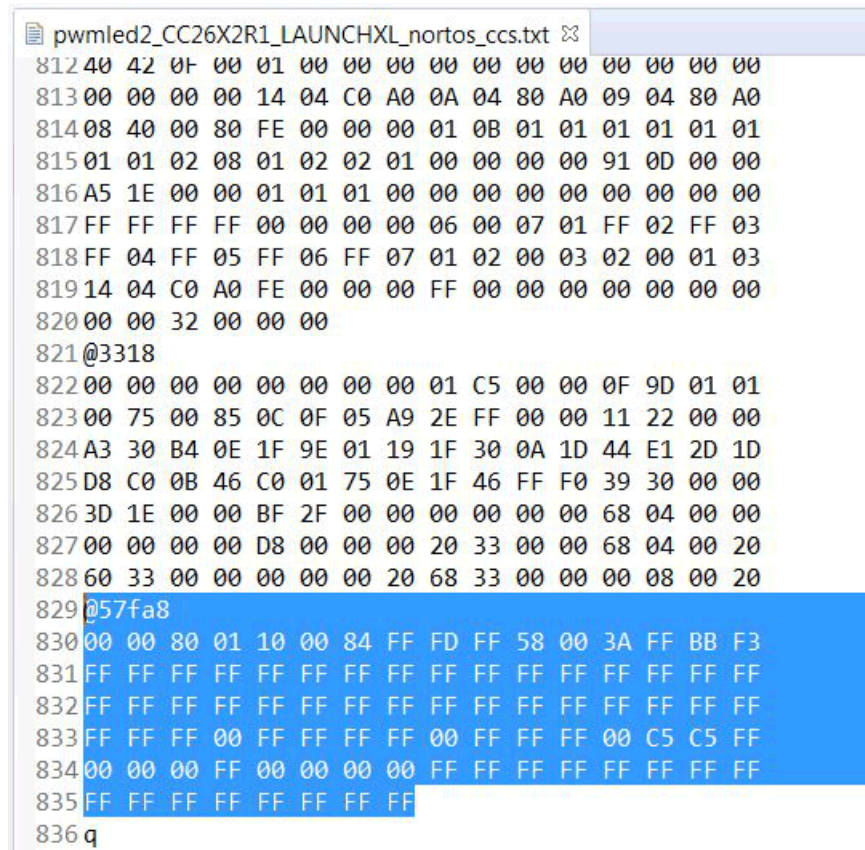 pwmled2_CC26X2R1_LAUNCHXL_nortos_ccs.txt
812 40 42 0F 00 01 00 00 00 00 00 00 00 00 00 00 00
813 00 00 00 00 14 04 C0 A0 0A 04 80 A0 09 04 80 A0
814 08 40 00 80 FE 00 00 00 01 0B 01 01 01 01 01 01
815 01 01 02 08 01 02 02 01 00 00 00 00 91 0D 00 00
816 A5 1E 00 00 01 01 01 00 00 00 00 00 00 00 00 00
817 FF FF FF FF 00 00 00 00 06 00 07 01 FF 02 FF 03
818 FF 04 FF 05 FF 06 FF 07 01 02 00 03 02 00 01 03
819 14 04 C0 A0 FE 00 00 00 FF 00 00 00 00 00 00 00
820 00 00 32 00 00 00
821 @3318
822 00 00 00 00 00 00 00 00 01 C5 00 00 0F 9D 01 01
823 00 75 00 85 0C 0F 05 A9 2E FF 00 00 11 22 00 00
824 A3 30 B4 0E 1F 9E 01 19 1F 30 0A 1D 44 E1 2D 1D
825 D8 C0 0B 46 C0 01 75 0E 1F 46 FF F0 39 30 00 00
826 3D 1E 00 00 BF 2F 00 00 00 00 00 00 68 04 00 00
827 00 00 00 00 D8 00 00 00 20 33 00 00 68 04 00 20
828 60 33 00 00 00 00 00 20 68 33 00 00 00 08 00 20
829 @57fa8
830 00 00 80 01 10 00 84 FF FD FF 58 00 3A FF BB F3
831 FF FF FF FF FF FF FF FF FF FF FF FF FF FF FF FF
832 FF FF FF FF FF FF FF FF FF FF FF FF FF FF FF FF
833 FF FF FF 00 FF FF FF FF 00 FF FF FF 00 C5 C5 FF
834 00 00 00 FF 00 00 00 00 FF FF FF FF FF FF FF FF
835 FF FF FF FF FF FF FF FF
836 q